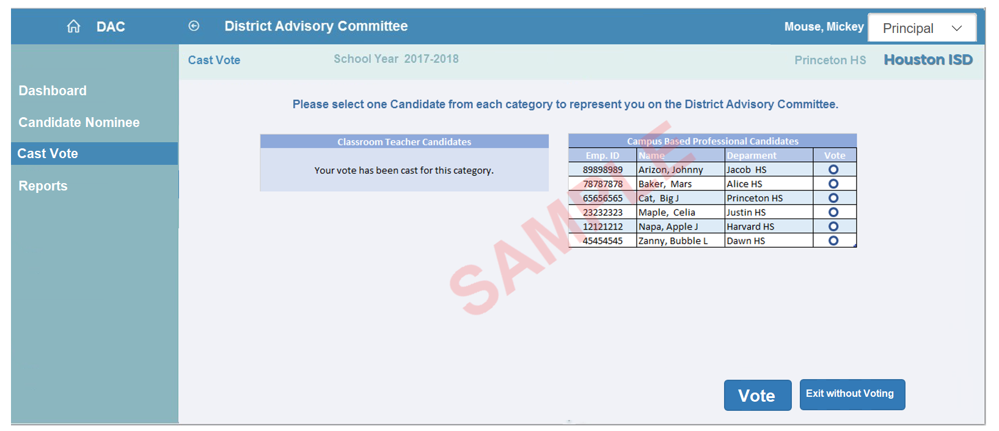 DAC
District Advisory Committee
Mouse, Mickey
Principal
Cast Vote
School Year 2017-2018
Princeton HS
Houston ISD
Dashboard
Candidate Nominee
Cast Vote
Reports
Please select one Candidate from each category to represent you on the District Advisory Committee.
Classroom Teacher Candidates
Your vote has been cast for this category.
Campus Based Professional Candidates
Emp. ID Name Deparment Vote
89898989 Arizon, Johnny Jacob HS
78787878 Baker, Mars Alice HS
65656565 Cat, Big J Princeton HS
23232323 Maple, Celia Justin HS
12121212 Napa, Apple J Harvard HS
45454545 Zanny, Bubble L Dawn HS
SAMPLE
Vote
Exit without Voting